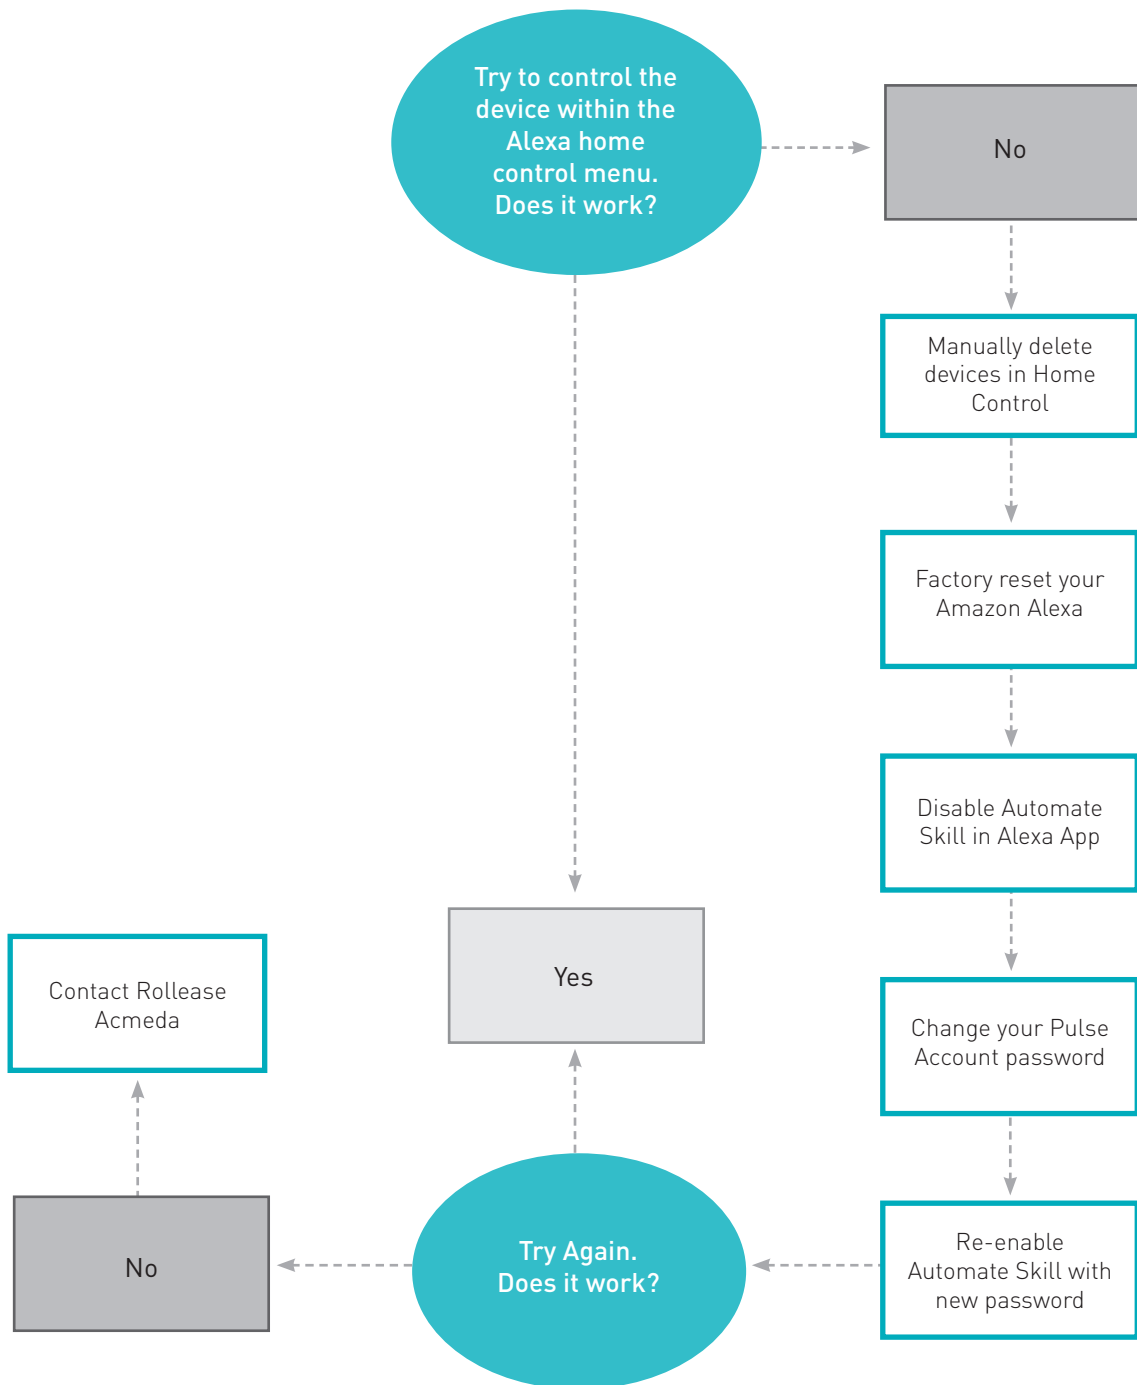 Try to control the
device within the
Alexa home
control menu.
Does it work?
No
Manually delete
devices in Home
Control
Factory reset your
Amazon Alexa
Disable Automate
Skill in Alexa App
Change your Pulse
Account password
Re-enable
Automate Skill with
new password
Try Again.
Does it work?
Yes
No
Contact Rollease
Acmeda